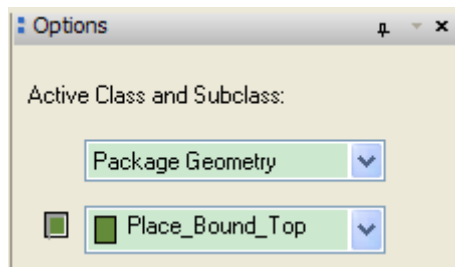 Options
Active Class and Subclass:
Package Geometry
Place_Bound_Top